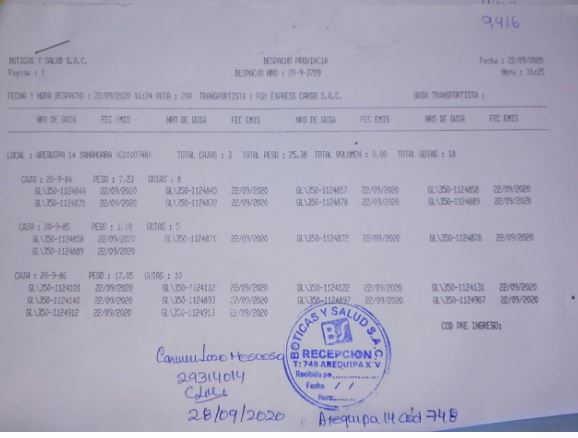 9416
BOTICAS Y SALUD S.A.C. DESPACHO PROVINCIA Fecha : 22/09/2020
Pagina : 1 DESPACHO NRO : 20-9-3709 Hora : 16:25
FECHA Y HORA DESPACHO : 22/09/2020 16:24 RUTA : 20A TRANSPORTISTA : FOX EXPRESS CARGO S.A.C. GUIA TRANSPORTISTA :
NRO DE GUIA FEC EMIS NRO DE GUIA FEC EMIS NRO DE GUIA FEC EMIS NRO DE GUIA FEC EMIS
LOCAL : AREQUIPA 14 YANAHUARA (C0100748) TOTAL CAJAS : 3 TOTAL PESO : 25.38 TOTAL VOLUMEN : 0.00 TOTAL GUIAS : 18
CAJA : 20-9-84 PESO : 7.23 GUIAS : 8
GL\350-1124844 22/09/2020 GL\350-1124845 22/09/2020 GL\350-1124857 22/09/2020 GL\350-1124858 22/09/2020
GL\350-1124871 22/09/2020 GL\350-1124872 22/09/2020 GL\350-1124878 22/09/2020 GL\350-1124889 22/09/2020
CAJA : 20-9-85 PESO : 1.10 GUIAS : 5
GL\350-1124858 22/09/2020 GL\350-1124871 22/09/2020 GL\350-1124872 22/09/2020 GL\350-1124878 22/09/2020
GL\350-1124889 22/09/2020
CAJA : 20-9-86 PESO : 17.05 GUIAS : 10
GL\350-1124101 22/09/2020 GL\350-1124112 22/09/2020 GL\350-1124122 22/09/2020 GL\350-1124131 22/09/2020
GL\350-1124140 22/09/2020 GL\350-1124893 22/09/2020 GL\350-1124897 22/09/2020 GL\350-1124907 22/09/2020
GL\350-1124912 22/09/2020 GL\350-1124913 22/09/2020
COD PRE INGRESO:
BOTICAS Y SALUD S.A.C.
RECEPCION
T: 748 AREQUIPA X V
Recibido por
Fecha / /
Hora:
29314014
28/09/2020
Arequipa 14 Cód 748